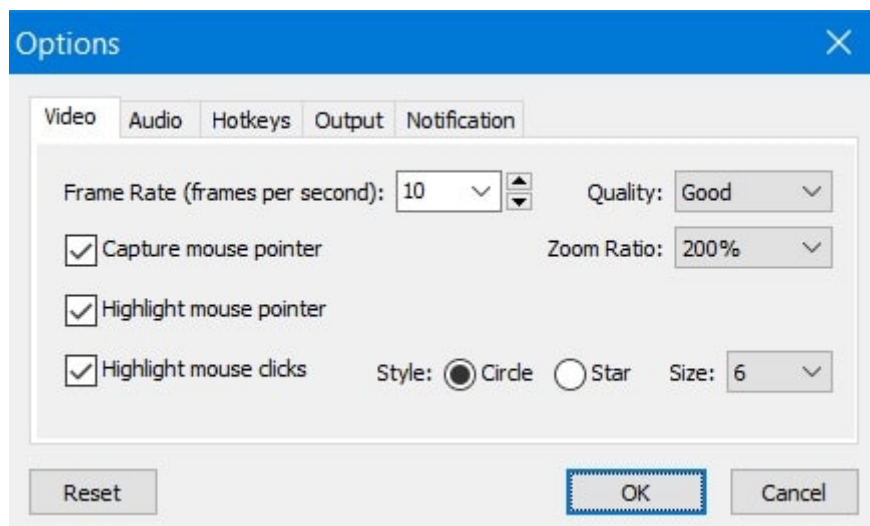 Options
Video Audio Hotkeys Output Notification
Frame Rate (frames per second): 10 Quality: Good
Capture mouse pointer Zoom Ratio: 200%
Highlight mouse pointer
Highlight mouse clicks Style: Circle Star Size: 6
Reset OK Cancel